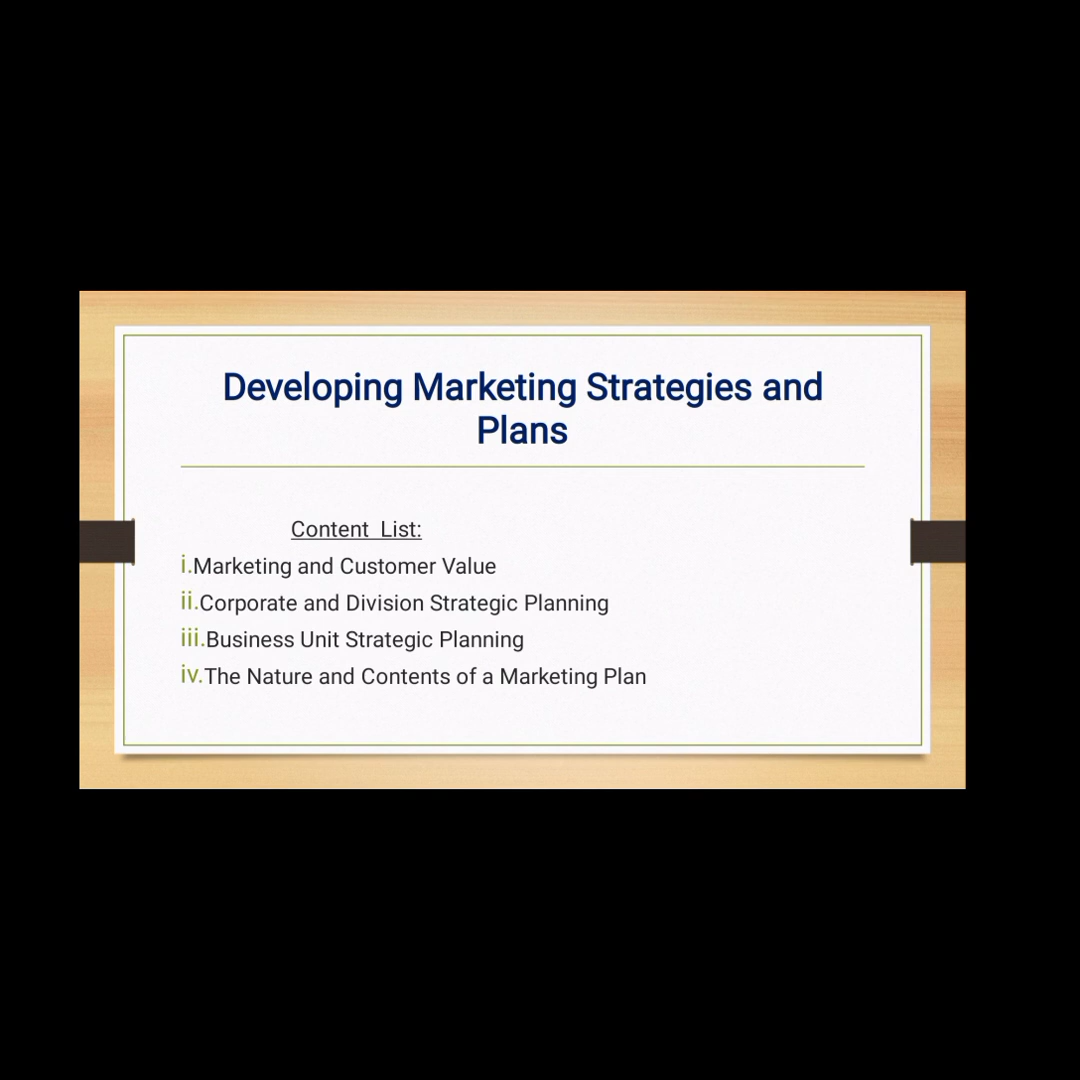 Developing Marketing Strategies and
Plans
Content  List:
i.Marketing and Customer Value
ii.Corporate and Division Strategic Planning
iii.Business Unit Strategic Planning
iv.The Nature and Contents of a Marketing Plan